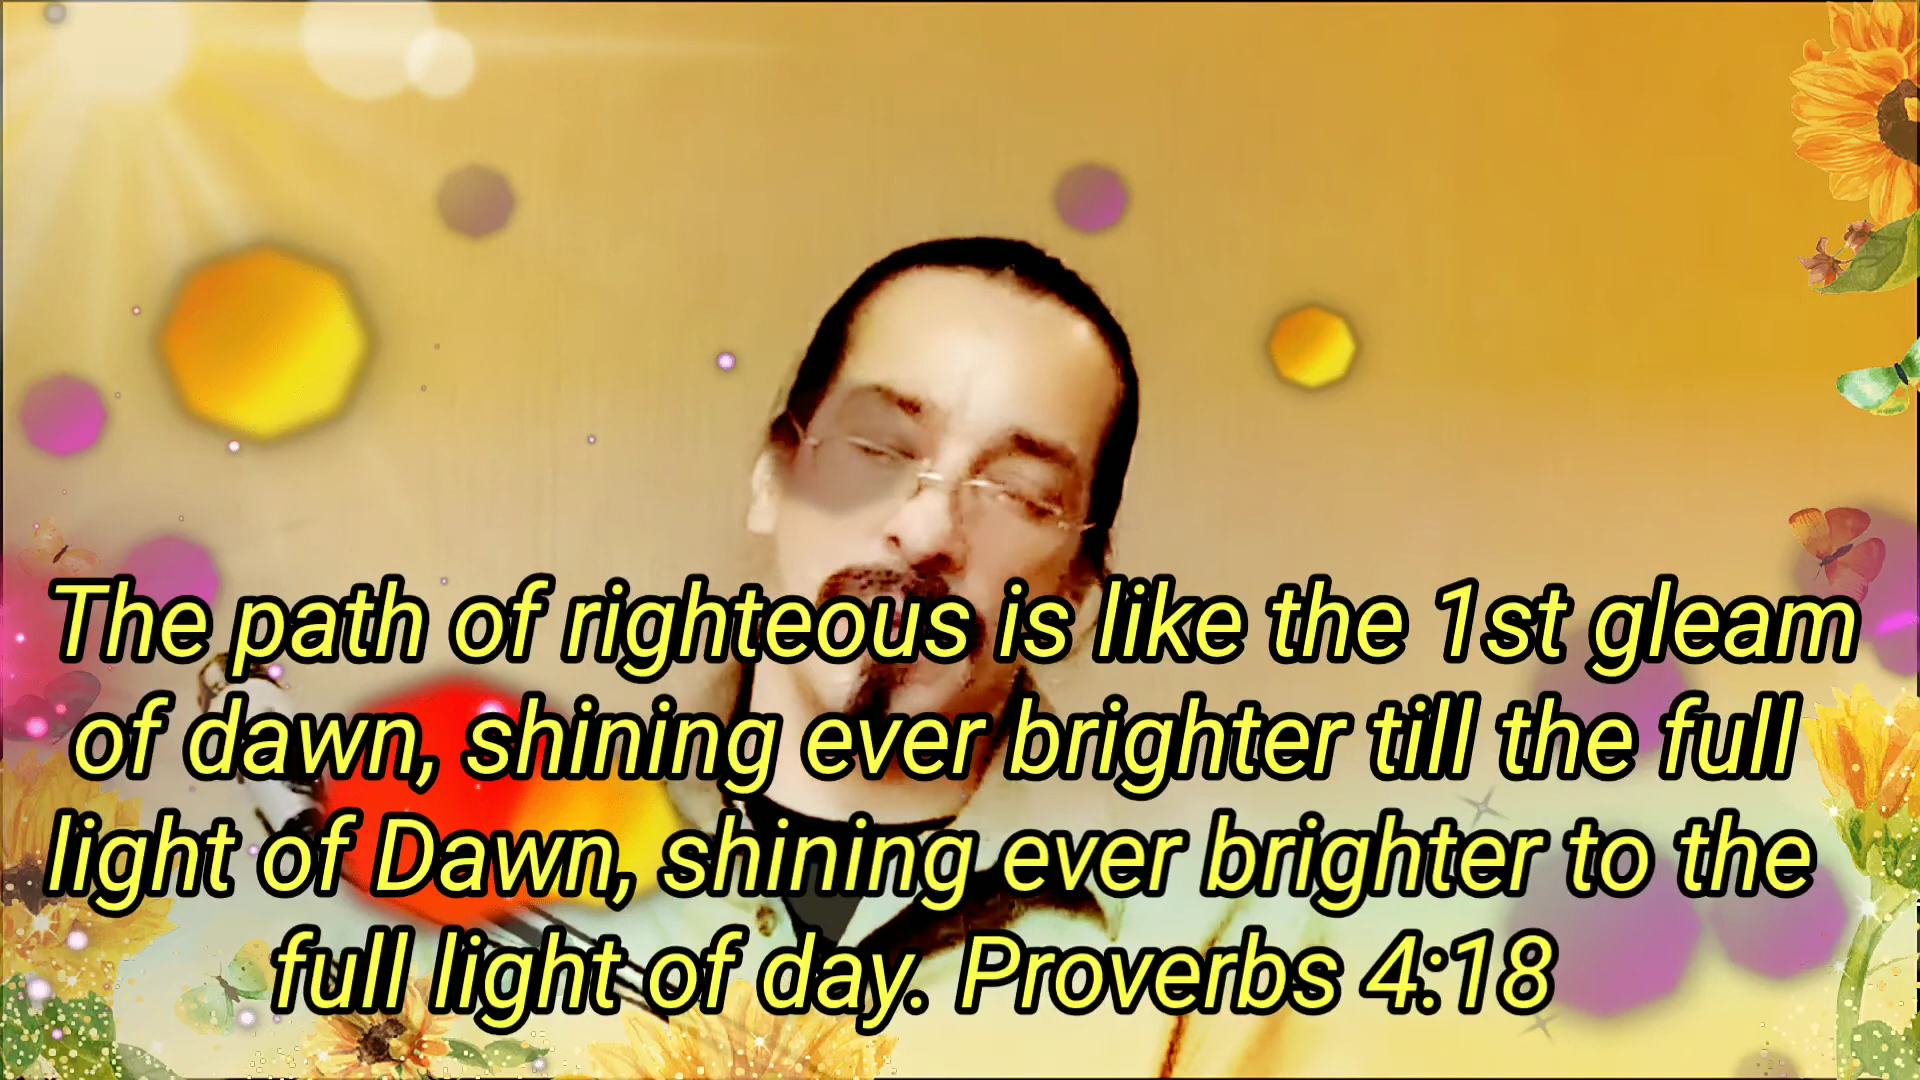 The path of righteous is like the 1st gleam
of dawn, shining ever brighter till the full
light of Dawn, shining ever brighter to the
full light of day. Proverbs 4:18